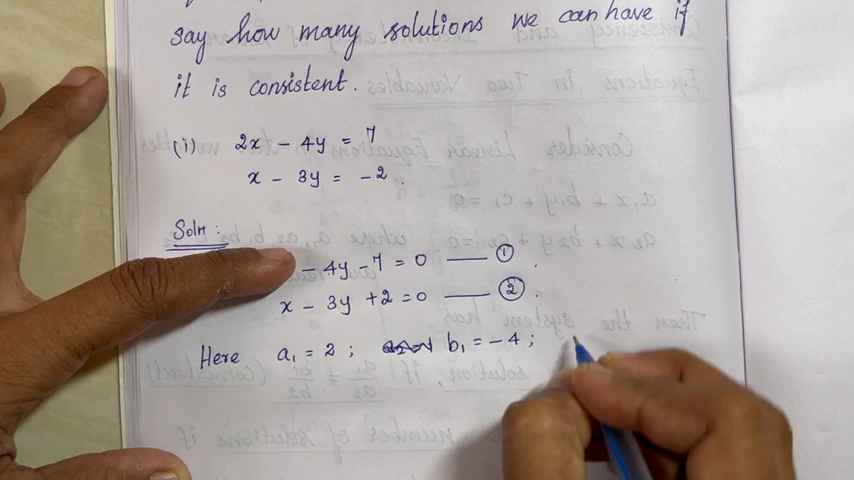 say how many solutions we can have if
it is consistent.
(i) 2x - 4y = 7
x - 3y = -2.
Soln:
- 4y - 7 = 0 —— ①
x - 3y + 2 = 0 —— ②
Here a₁ = 2; b₁ = -4;